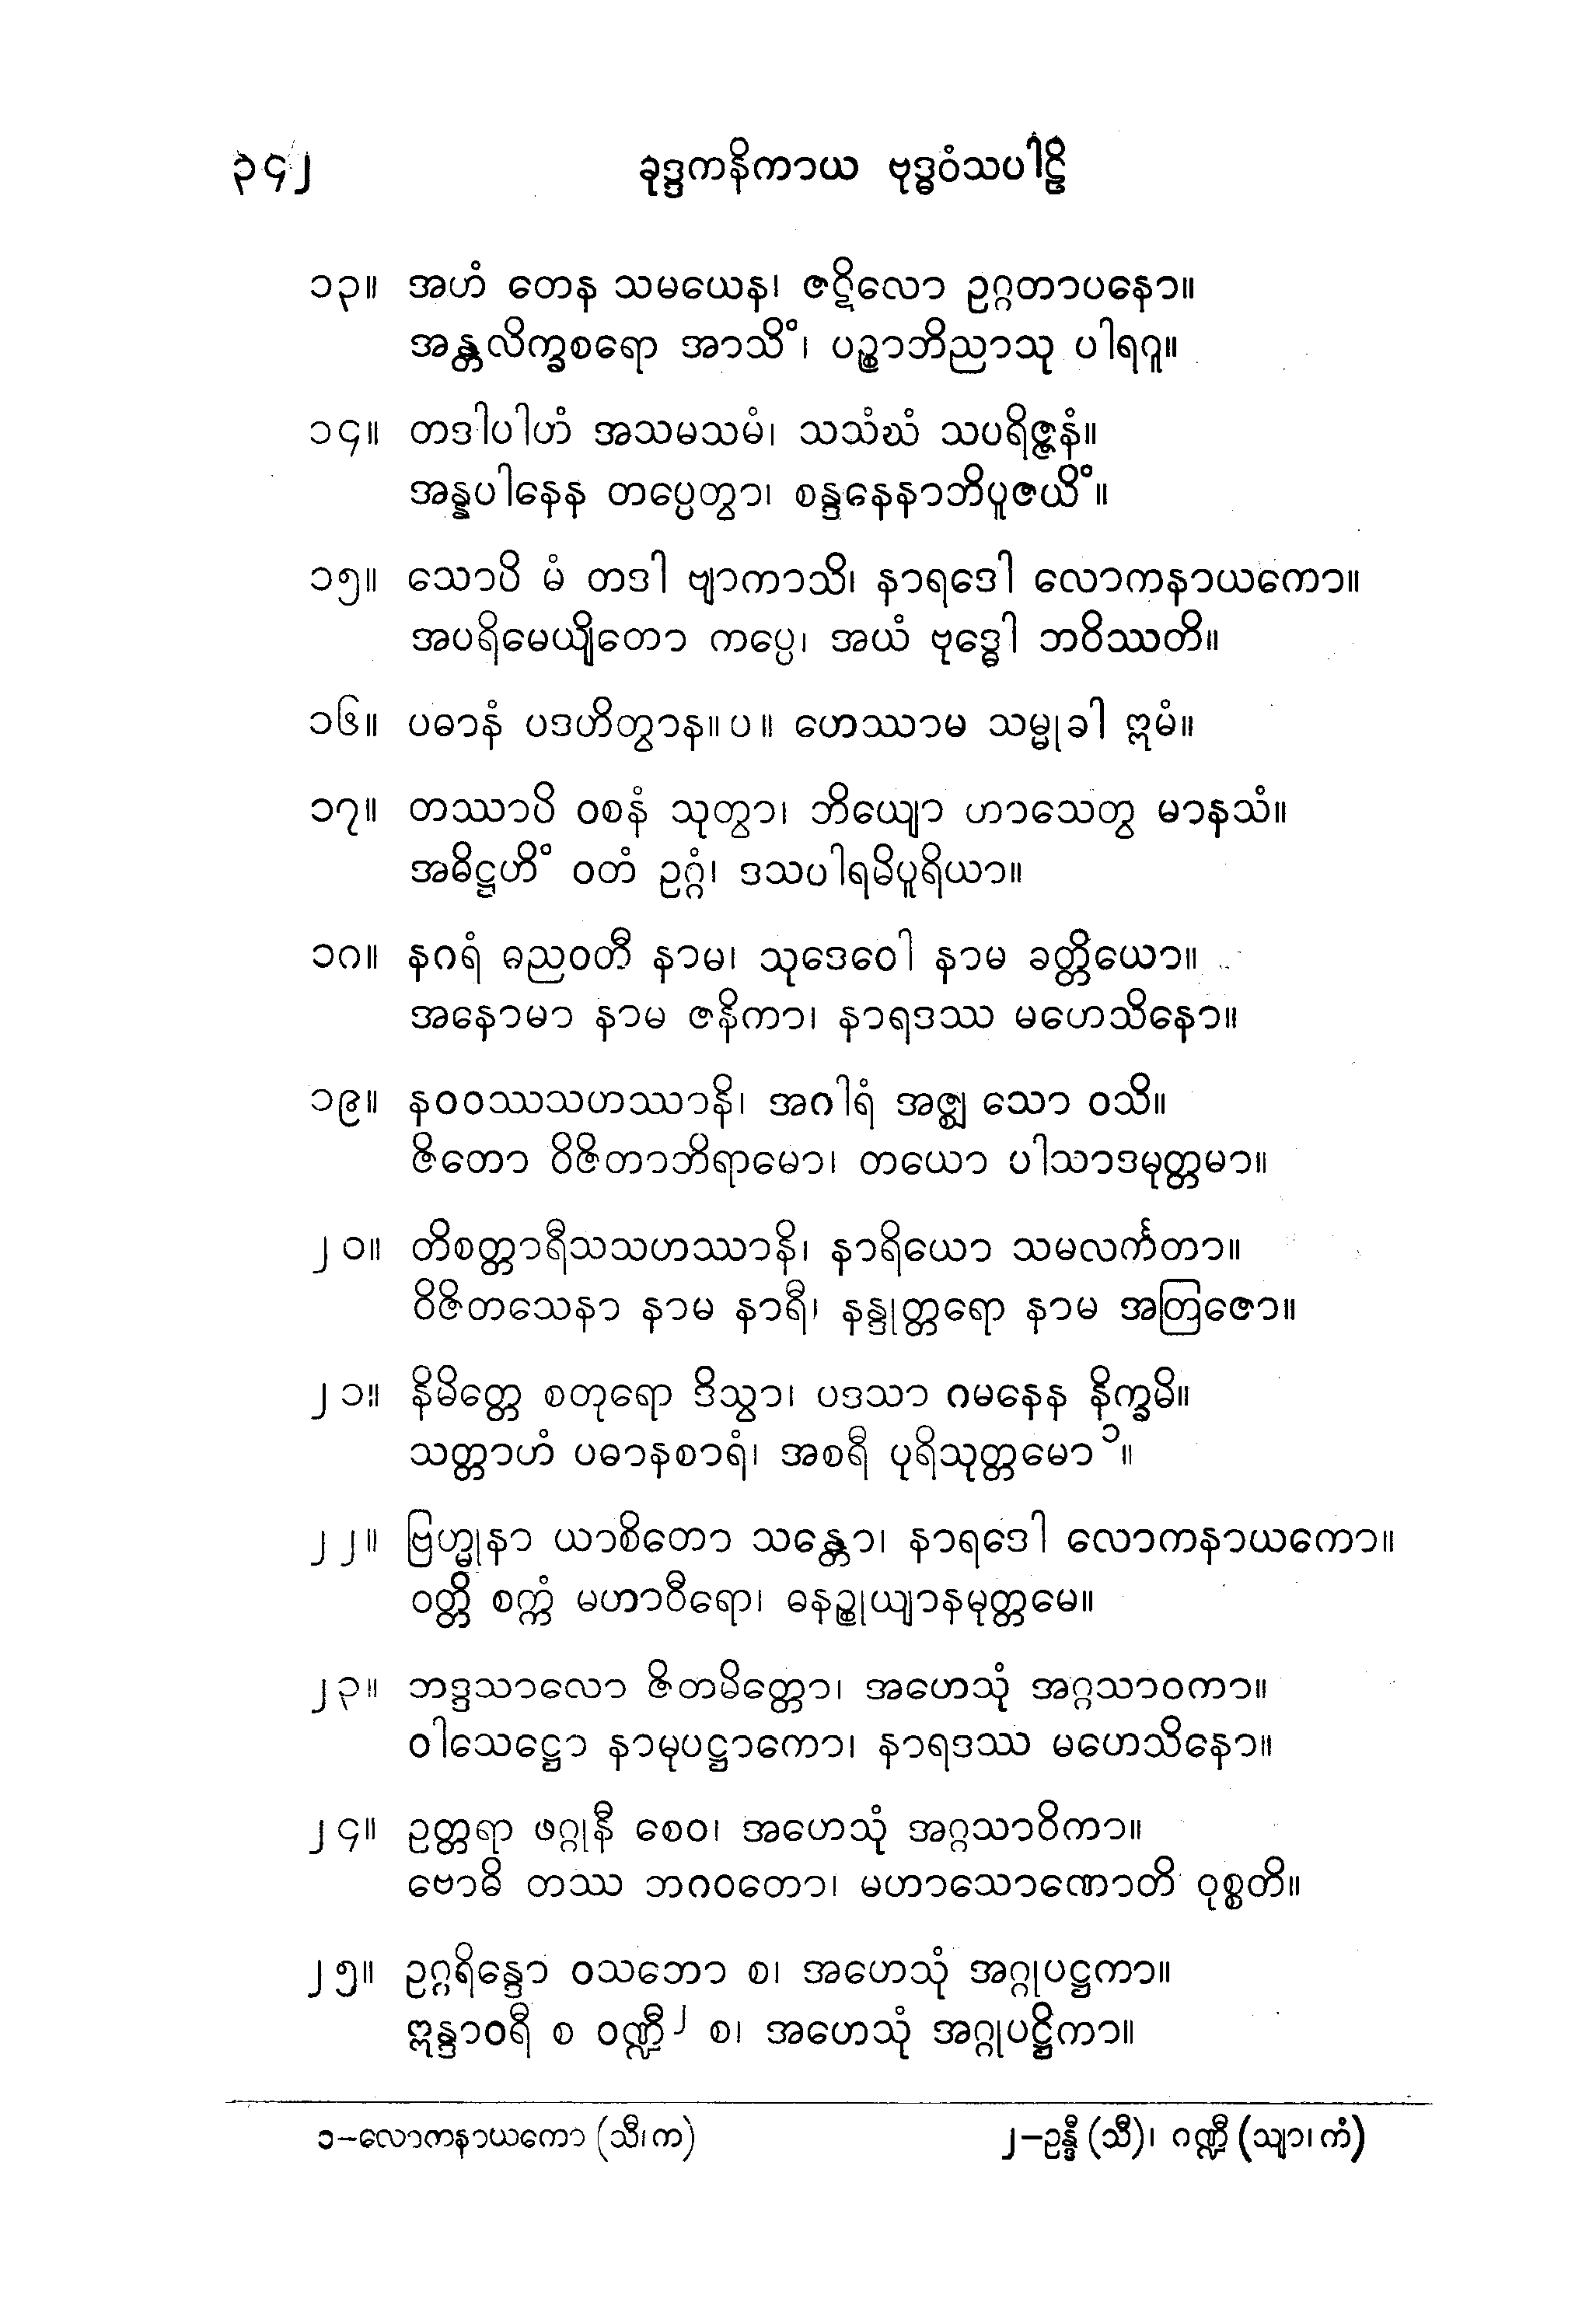 ၃၄၂ ခုဒ္ဒကနိကာယ ဗုဒ္ဓဝံသပါဠိ
၁၃။ အဟံ တေန သမယေန၊ ဇဋိလော ဥဂ္ဂတာပနော။
အန္တလိက္ခစရော အာသိံ၊ ပဉ္စာဘိညာသု ပါရဂူ။
၁၄။ တဒါပါဟံ အသမသမံ၊ သသံဃံ သပရိဇ္ဇနံ။
အန္နပါနေန တပ္ပေတွာ၊ စန္ဒနေနာဘိပူဇယိံ။
၁၅။ သောပိ မံ တဒါ ဗျာကာသိ၊ နာရဒေါ လောကနာယကော။
အပရိမေယျိတော ကပ္ပေ၊ အယံ ဗုဒ္ဓေါ ဘဝိဿတိ။
၁၆။ ပဓာနံ ပဒဟိတွာန။ပ။ ဟေဿာမ သမ္မုခါ ဣမံ။
၁၇။ တဿာပိ ဝစနံ သုတွာ၊ ဘိယျော ဟာသေတွ မာနသံ။
အဓိဋ္ဌဟိံ ဝတံ ဥဂ္ဂံ၊ ဒသပါရမိပူရိယာ။
၁၈။ နဂရံ ဓညဝတီ နာမ၊ သုဒေဝေါ နာမ ခတ္တိယော။
အနောမာ နာမ ဇနိကာ၊ နာရဒဿ မဟေသိနော။
၁၉။ နဝဝဿသဟဿာနိ၊ အဂါရံ အဇ္ဈ သော ဝသိ။
ဇိတော ဝိဇိတာဘိရာမော၊ တယော ပါသာဒမုတ္တမာ။
၂၀။ တိစတ္တာရီသသဟဿာနိ၊ နာရိယော သမလင်္ကတာ။
ဝိဇိတသေနာ နာမ နာရီ၊ နန္ဒုတ္တရော နာမ အတြဇော။
၂၁။ နိမိတ္တေ စတုရော ဒိသွာ၊ ပဒသာ ဂမနေန နိက္ခမိ။
သတ္တာဟံ ပဓာနစာရံ၊ အစရီ ပုရိသုတ္တမော ၁။
၂၂။ ဗြဟ္မုနာ ယာစိတော သန္တော၊ နာရဒေါ လောကနာယကော။
ဝတ္တိ စက္ကံ မဟာဝီရော၊ ဓနဉ္စုယျာနမုတ္တမေ။
၂၃။ ဘဒ္ဒသာလော ဇိတမိတ္တော၊ အဟေသုံ အဂ္ဂသာဝကာ။
ဝါသေဋ္ဌော နာမုပဋ္ဌာကော၊ နာရဒဿ မဟေသိနော။
၂၄။ ဥတ္တရာ ဖဂ္ဂုနီ စေဝ၊ အဟေသုံ အဂ္ဂသာဝိကာ။
ဗောဓိ တဿ ဘဂဝတော၊ မဟာသောဏောတိ ဝုစ္စတိ။
၂၅။ ဥဂ္ဂရိန္ဒော ဝသဘော စ၊ အဟေသုံ အဂ္ဂုပဋ္ဌကာ။
ဣန္ဒာဝရီ စ ဝဏ္ဍီ ၂ စ၊ အဟေသုံ အဂ္ဂုပဋ္ဌိကာ။
၁–လောကနာယကော (သီ၊က) ၂–ဥန္ဒီ (သီ)၊ ဂဏ္ဍီ (သျာ၊ကံ)